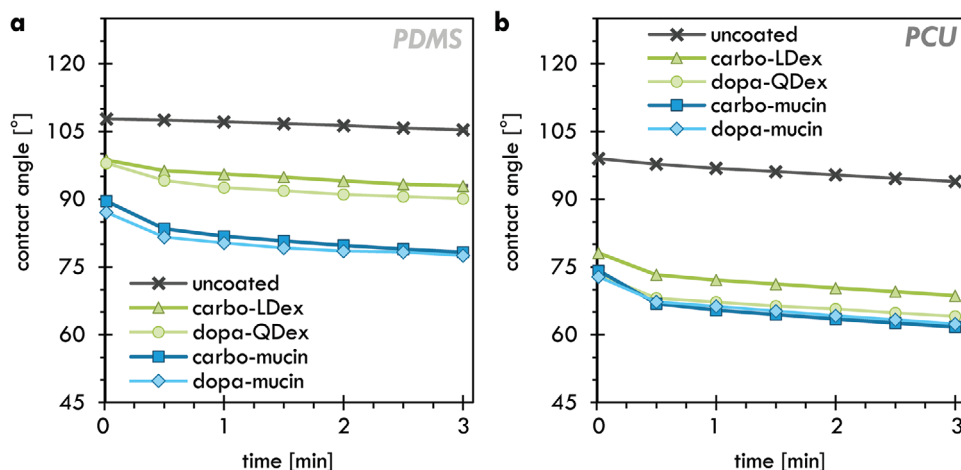 a
PDMS
120
105
90
75
60
45
contact angle [°]
uncoated
carbo-LDex
dopa-QDex
carbo-mucin
dopa-mucin
0 1 2 3
time [min]
b
PCU
120
105
90
75
60
45
contact angle [°]
uncoated
carbo-LDex
dopa-QDex
carbo-mucin
dopa-mucin
0 1 2 3
time [min]